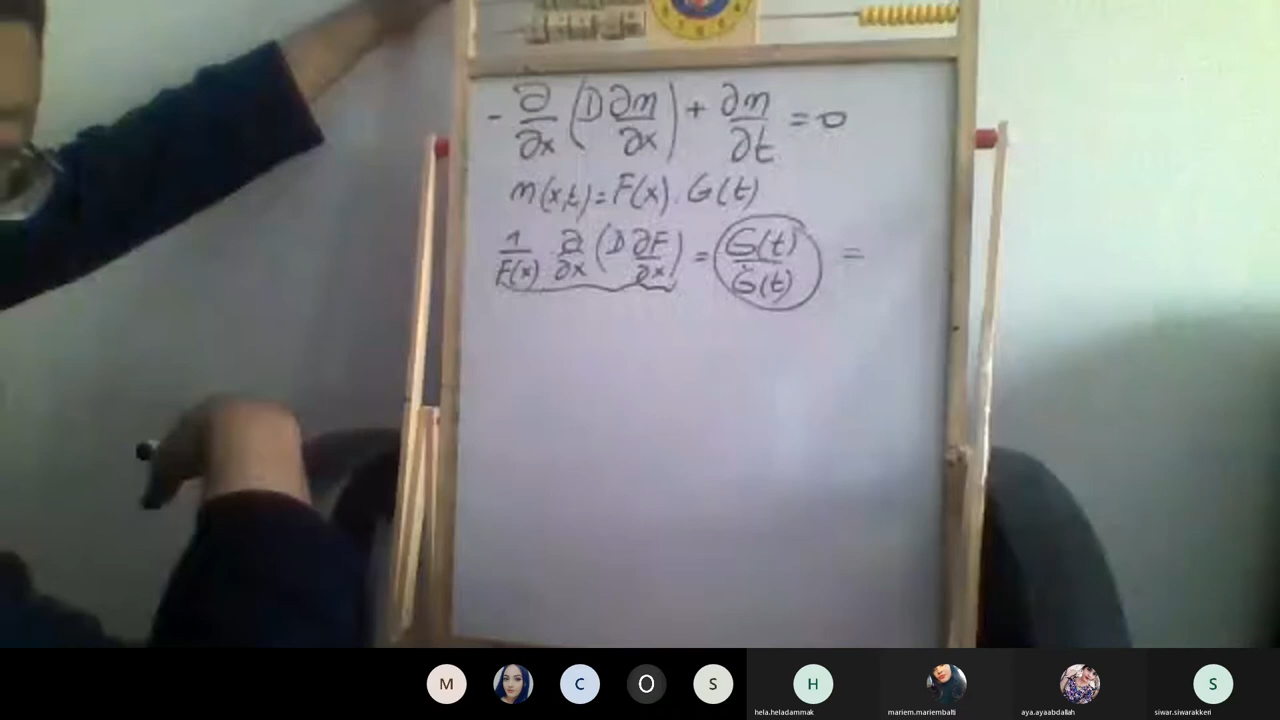 - ∂/∂x (D ∂m/∂x) + ∂m/∂t = 0
m(x,t) = F(x) . G(t)
1/F(x) ∂/∂x (D ∂F/∂x) = G(t)/G(t) =
M C O S H S
hela.heladammak mariem.mariembalti aya.ayaabdallah siwar.siwarakkeri